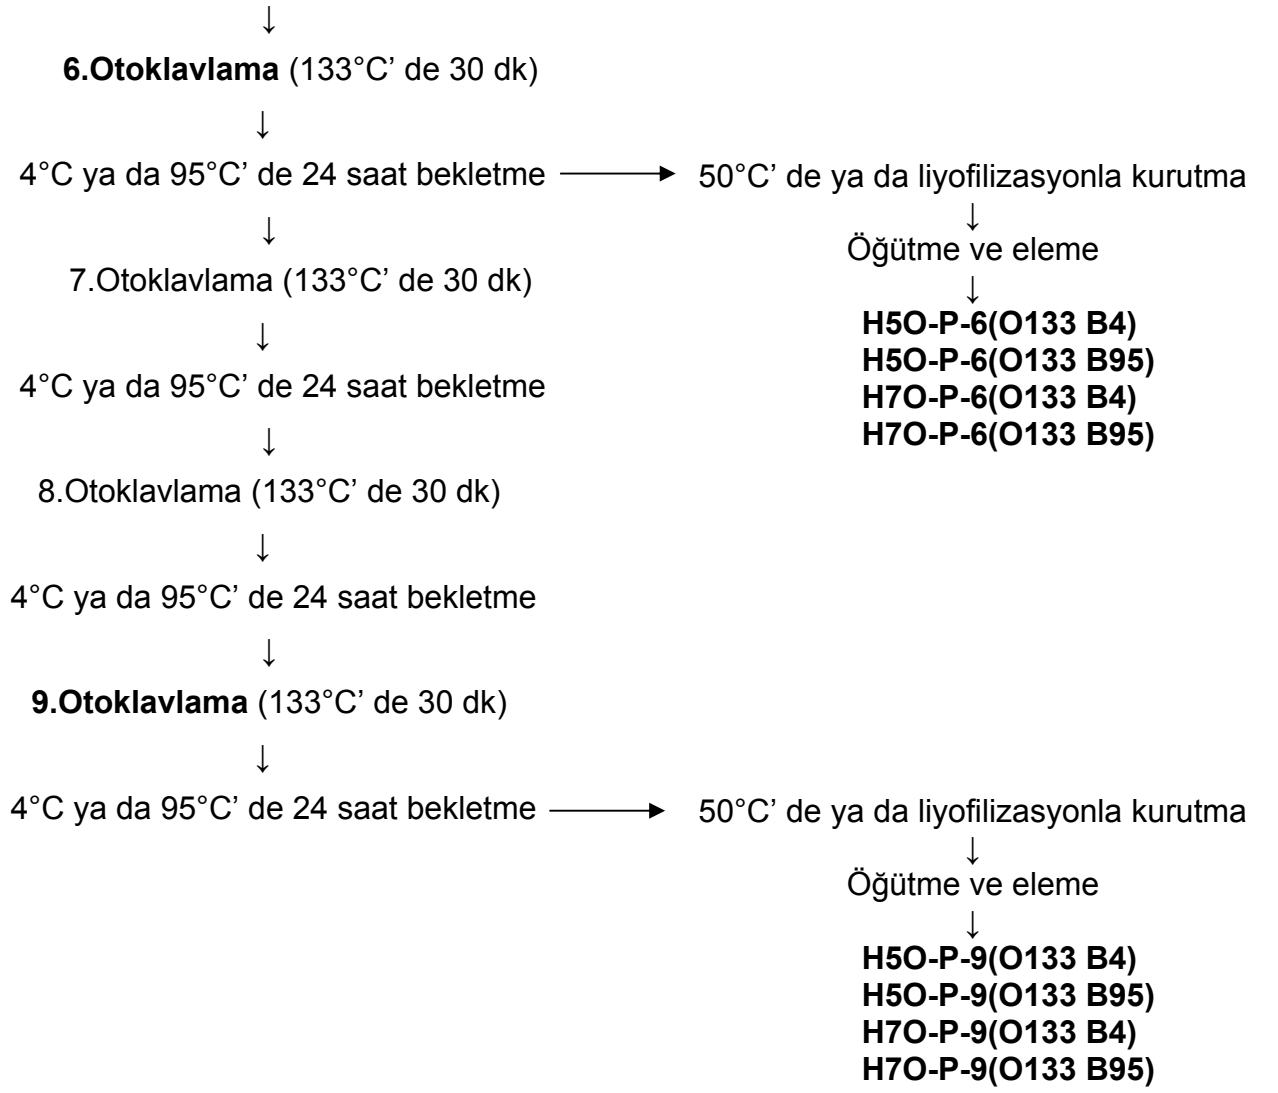 ↓
6.Otoklavlama (133°C’ de 30 dk)
↓
4°C ya da 95°C’ de 24 saat bekletme → 50°C’ de ya da liyofilizasyonla kurutma
↓
↓
Öğütme ve eleme
7.Otoklavlama (133°C’ de 30 dk)
↓
↓
H5O-P-6(O133 B4)
H5O-P-6(O133 B95)
4°C ya da 95°C’ de 24 saat bekletme
H7O-P-6(O133 B4)
H7O-P-6(O133 B95)
↓
8.Otoklavlama (133°C’ de 30 dk)
↓
4°C ya da 95°C’ de 24 saat bekletme
↓
9.Otoklavlama (133°C’ de 30 dk)
↓
4°C ya da 95°C’ de 24 saat bekletme → 50°C’ de ya da liyofilizasyonla kurutma
↓
Öğütme ve eleme
↓
H5O-P-9(O133 B4)
H5O-P-9(O133 B95)
H7O-P-9(O133 B4)
H7O-P-9(O133 B95)